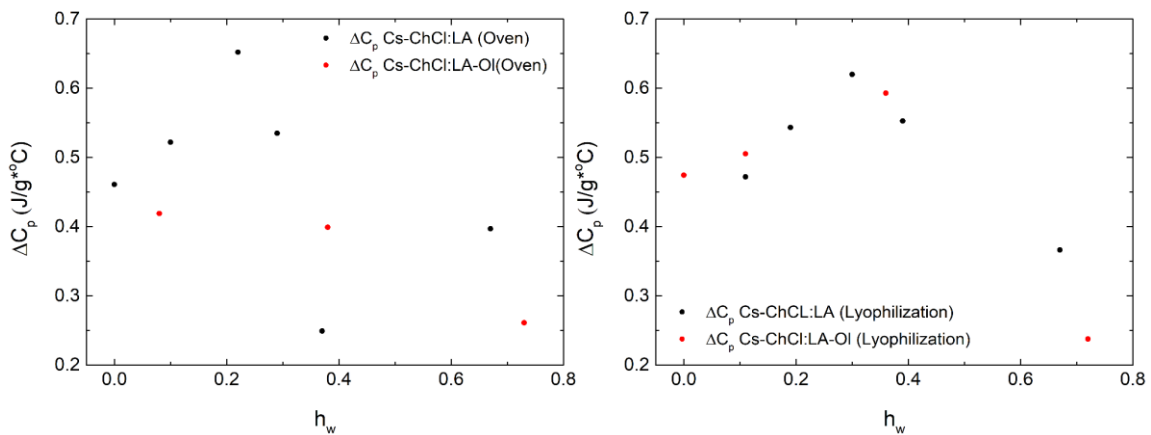 0.7
0.6
0.5
0.4
0.3
0.2
ΔCp (J/g*°C)
ΔCp Cs-ChCl:LA (Oven)
ΔCp Cs-ChCl:LA-Ol(Oven)
0.0 0.2 0.4 0.6 0.8
hw
0.7
0.6
0.5
0.4
0.3
0.2
ΔCp (J/g*°C)
ΔCp Cs-ChCL:LA (Lyophilization)
ΔCp Cs-ChCl:LA-Ol (Lyophilization)
0.0 0.2 0.4 0.6 0.8
hw